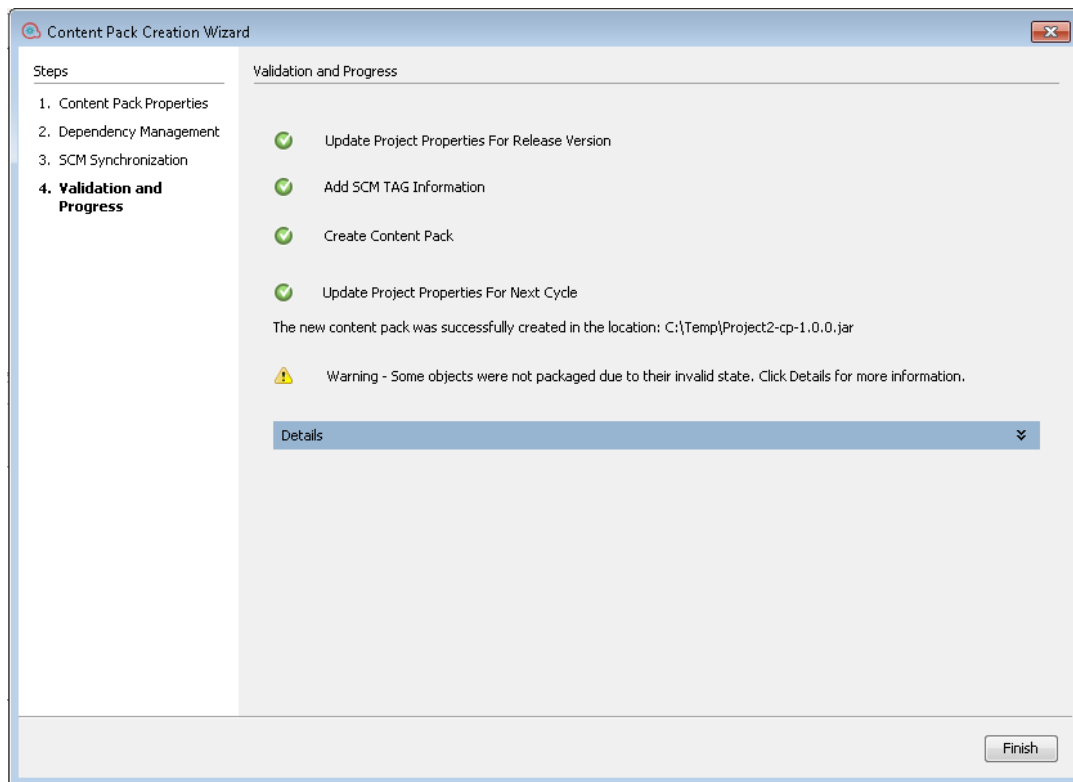 Content Pack Creation Wizard
Steps
1. Content Pack Properties
2. Dependency Management
3. SCM Synchronization
4. Validation and
Progress
Validation and Progress
Update Project Properties For Release Version
Add SCM TAG Information
Create Content Pack
Update Project Properties For Next Cycle
The new content pack was successfully created in the location: C:\Temp\Project2-cp-1.0.0.jar
Warning - Some objects were not packaged due to their invalid state. Click Details for more information.
Details
Finish